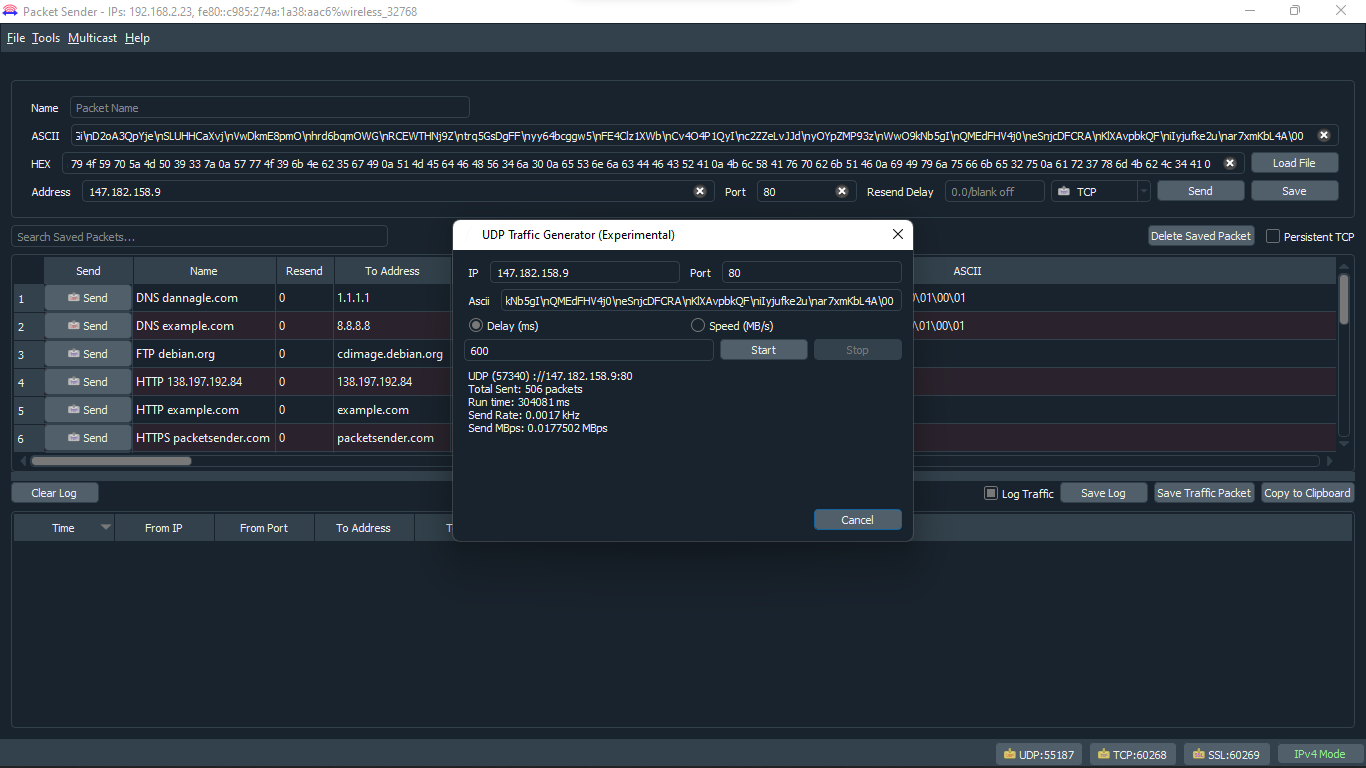 Packet Sender - IPs: 192.168.2.23, fe80::c985:274a:1a38:aac6%wireless_32768
File Tools Multicast Help
Name Packet Name
ASCII 3i\nD2oA3QpYje\nSLUHHCaXvj\nVwDkmE8pmO\nhrd6bqmOWG\nRCEWTHNj9Z\ntrq5GsDgFF\nyy64bcggw5\nFE4Clz1XWb\nCv4O4P1QyI\nc2ZZeLvJJd\nyOYpZMP93z\nWwO9kNb5gI\nQMEdFHV4j0\neSnjcDFCRA\nKlXAvpbkQF\niIyjufke2u\nar7xmKbL4A\00
HEX 79 4f 59 70 5a 4d 50 39 33 7a 0a 57 77 4f 39 6b 4e 62 35 67 49 0a 51 4d 45 64 46 48 56 34 6a 30 0a 65 53 6e 6a 63 44 46 43 52 41 0a 4b 6c 58 41 76 70 62 6b 51 46 0a 69 49 79 6a 75 66 6b 65 32 75 0a 61 72 37 78 6d 4b 62 4c 34 41 0 Load File
Address 147.182.158.9 Port 80 Resend Delay 0.0/blank off TCP Send Save
Search Saved Packets... Delete Saved Packet Persistent TCP
Send Name Resend To Address ASCII
1 Send DNS dannagle.com 0 1.1.1.1 \01\00\01
2 Send DNS example.com 0 8.8.8.8 \01\00\01
3 Send FTP debian.org 0 cdimage.debian.org
4 Send HTTP 138.197.192.84 0 138.197.192.84
5 Send HTTP example.com 0 example.com
6 Send HTTPS packetsender.com 0 packetsender.com
UDP Traffic Generator (Experimental)
IP 147.182.158.9 Port 80
Ascii kNb5gI\nQMEdFHV4j0\neSnjcDFCRA\nKlXAvpbkQF\niIyjufke2u\nar7xmKbL4A\00
Delay (ms) Speed (MB/s)
600 Start Stop
UDP (57340) ://147.182.158.9:80
Total Sent: 506 packets
Run time: 304081 ms
Send Rate: 0.0017 kHz
Send MBps: 0.0177502 MBps
Cancel
Clear Log Log Traffic Save Log Save Traffic Packet Copy to Clipboard
Time From IP From Port To Address T
UDP:55187 TCP:60268 SSL:60269 IPv4 Mode